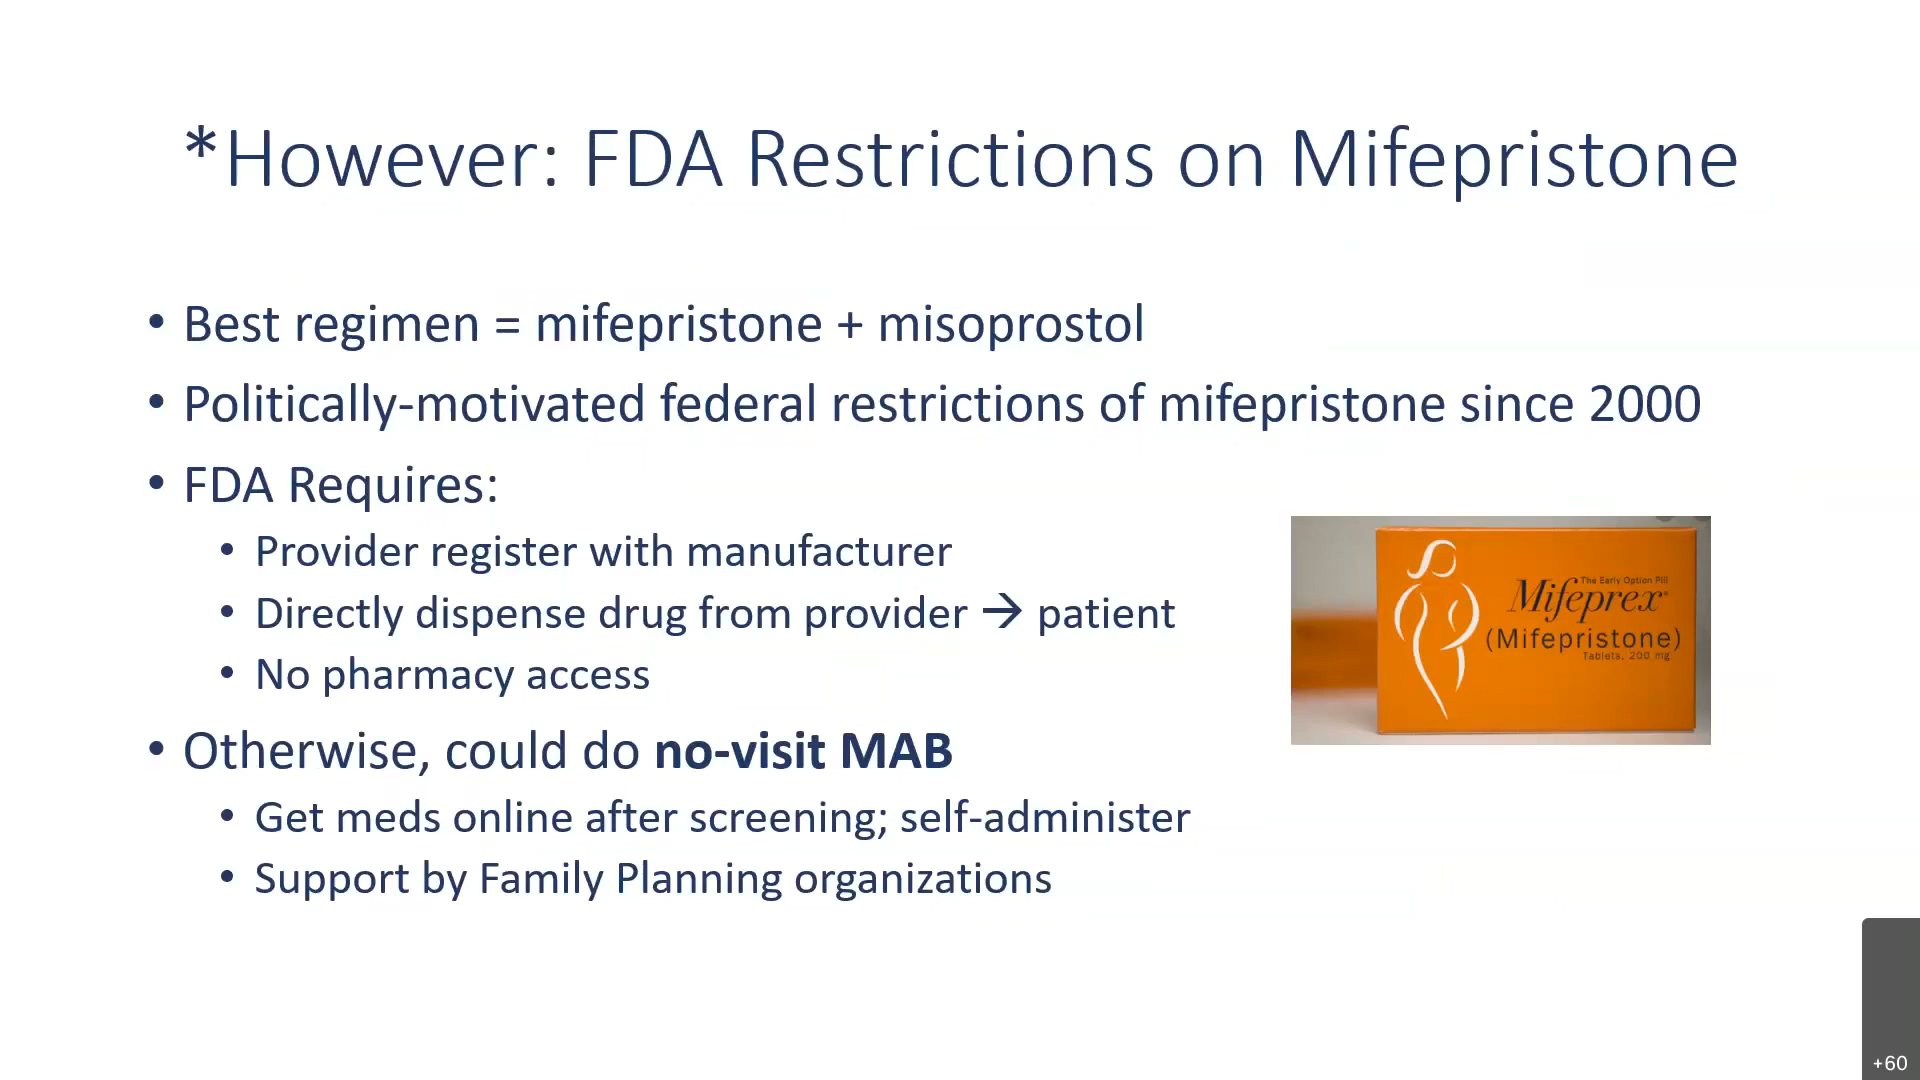 *However: FDA Restrictions on Mifepristone
• Best regimen = mifepristone + misoprostol
• Politically-motivated federal restrictions of mifepristone since 2000
• FDA Requires:
• Provider register with manufacturer
• Directly dispense drug from provider → patient
• No pharmacy access
• Otherwise, could do no-visit MAB
• Get meds online after screening; self-administer
• Support by Family Planning organizations
The Early Option Pill
Mifeprex®
(Mifepristone)
Tablets, 200 mg
+60